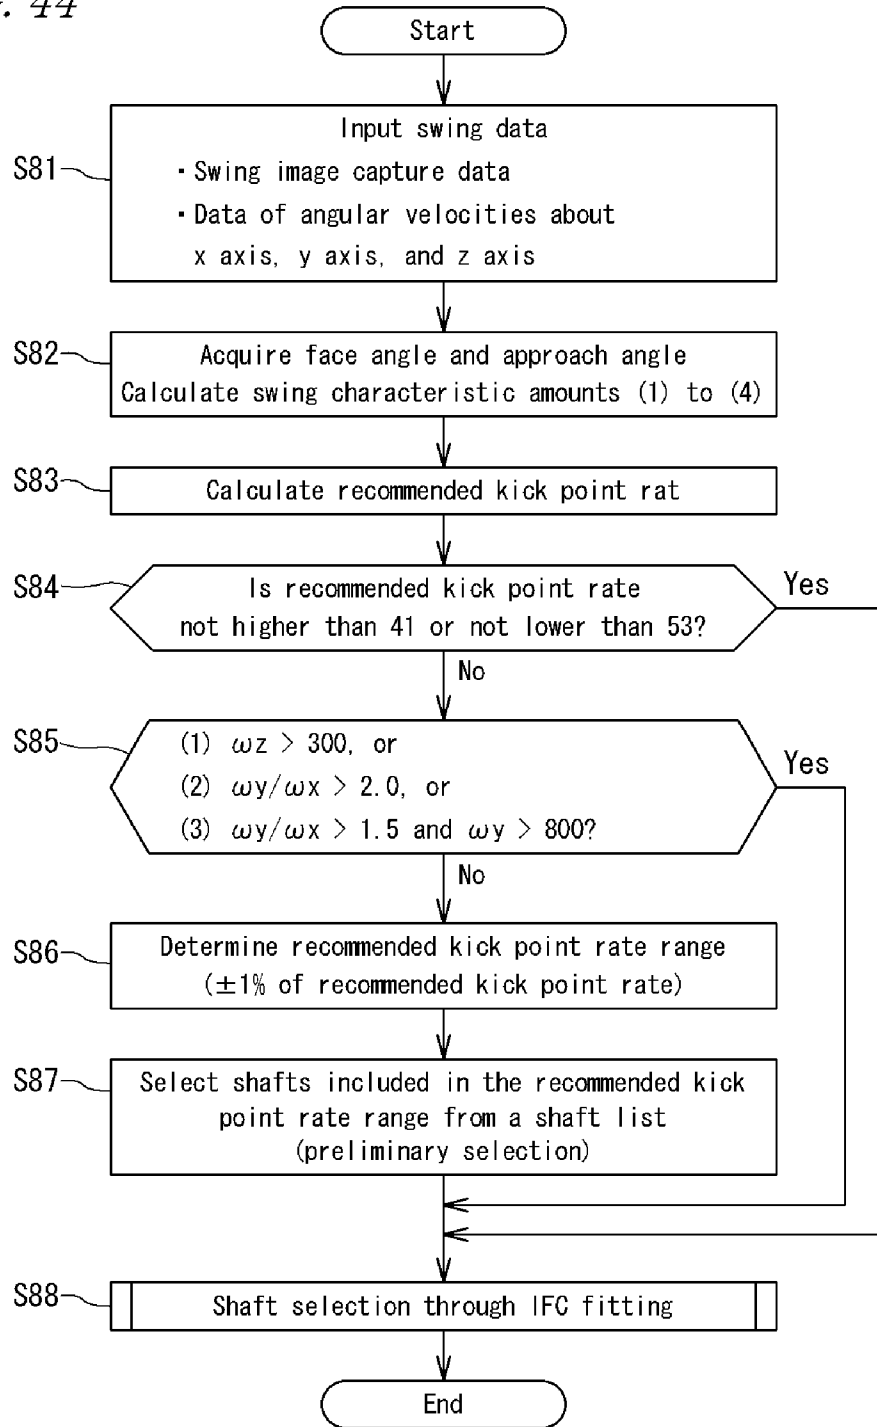 . 44
Start
Input swing data
S81
・Swing image capture data
・Data of angular velocities about
x axis, y axis, and z axis
S82
Acquire face angle and approach angle
Calculate swing characteristic amounts (1) to (4)
S83
Calculate recommended kick point rat
S84
Is recommended kick point rate
not higher than 41 or not lower than 53?
Yes
No
S85
(1) ωz > 300, or
(2) ωy/ωx > 2.0, or
(3) ωy/ωx > 1.5 and ωy > 800?
Yes
No
S86
Determine recommended kick point rate range
(±1% of recommended kick point rate)
S87
Select shafts included in the recommended kick
point rate range from a shaft list
(preliminary selection)
S88
Shaft selection through IFC fitting
End